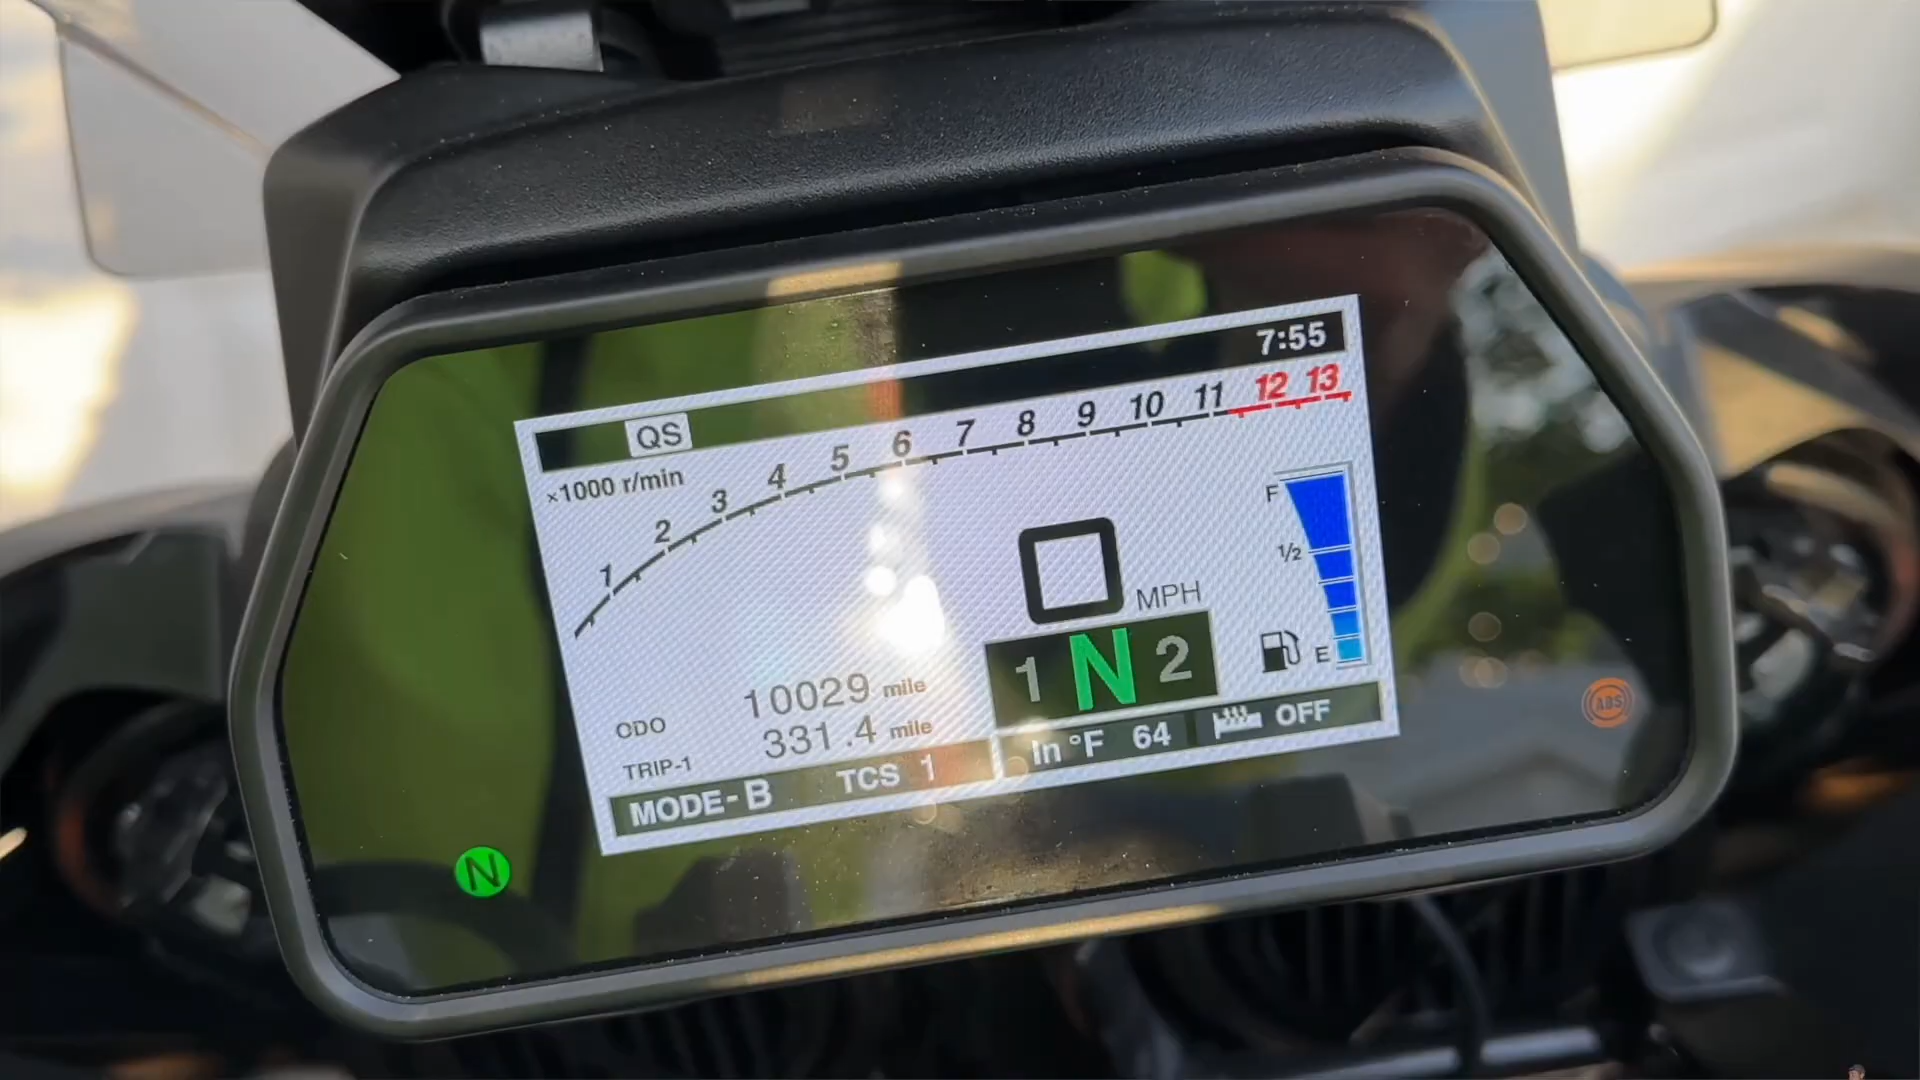 7:55
QS
×1000 r/min
1 2 3 4 5 6 7 8 9 10 11 12 13
F
1/2
E
0 MPH
1 N 2
ODO 10029 mile
TRIP-1 331.4 mile
MODE-B TCS 1 In °F 64 OFF
N
ABS